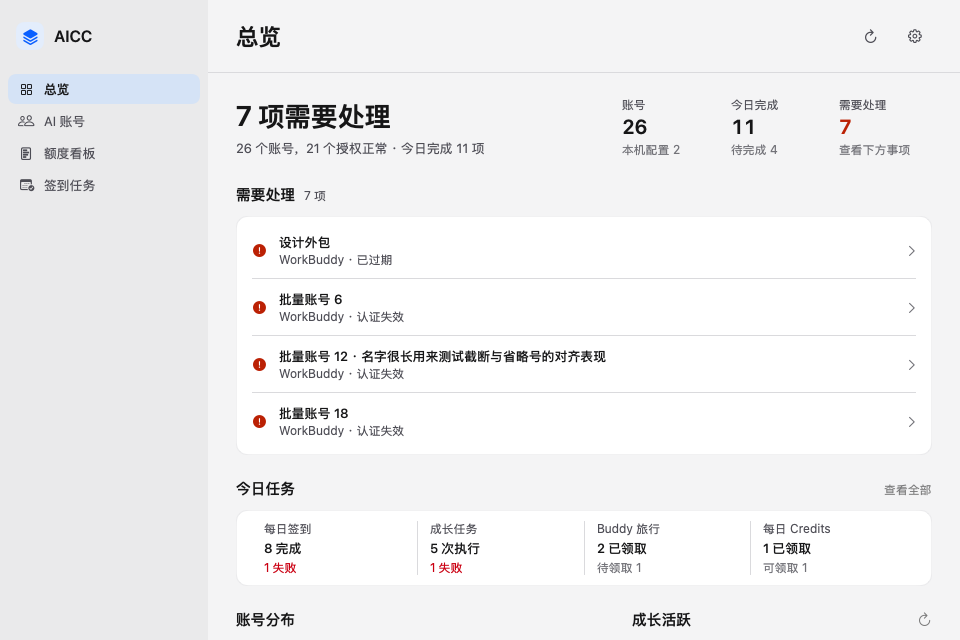 AICC
总览
AI 账号
额度看板
签到任务
总览
7 项需要处理
26 个账号，21 个授权正常 · 今日完成 11 项
账号
26
本机配置 2
今日完成
11
待完成 4
需要处理
7
查看下方事项
需要处理 7 项
设计外包
WorkBuddy · 已过期
批量账号 6
WorkBuddy · 认证失效
批量账号 12 · 名字很长用来测试截断与省略号的对齐表现
WorkBuddy · 认证失效
批量账号 18
WorkBuddy · 认证失效
今日任务
查看全部
每日签到
8 完成
1 失败
成长任务
5 次执行
1 失败
Buddy 旅行
2 已领取
待领取 1
每日 Credits
1 已领取
可领取 1
账号分布
成长活跃